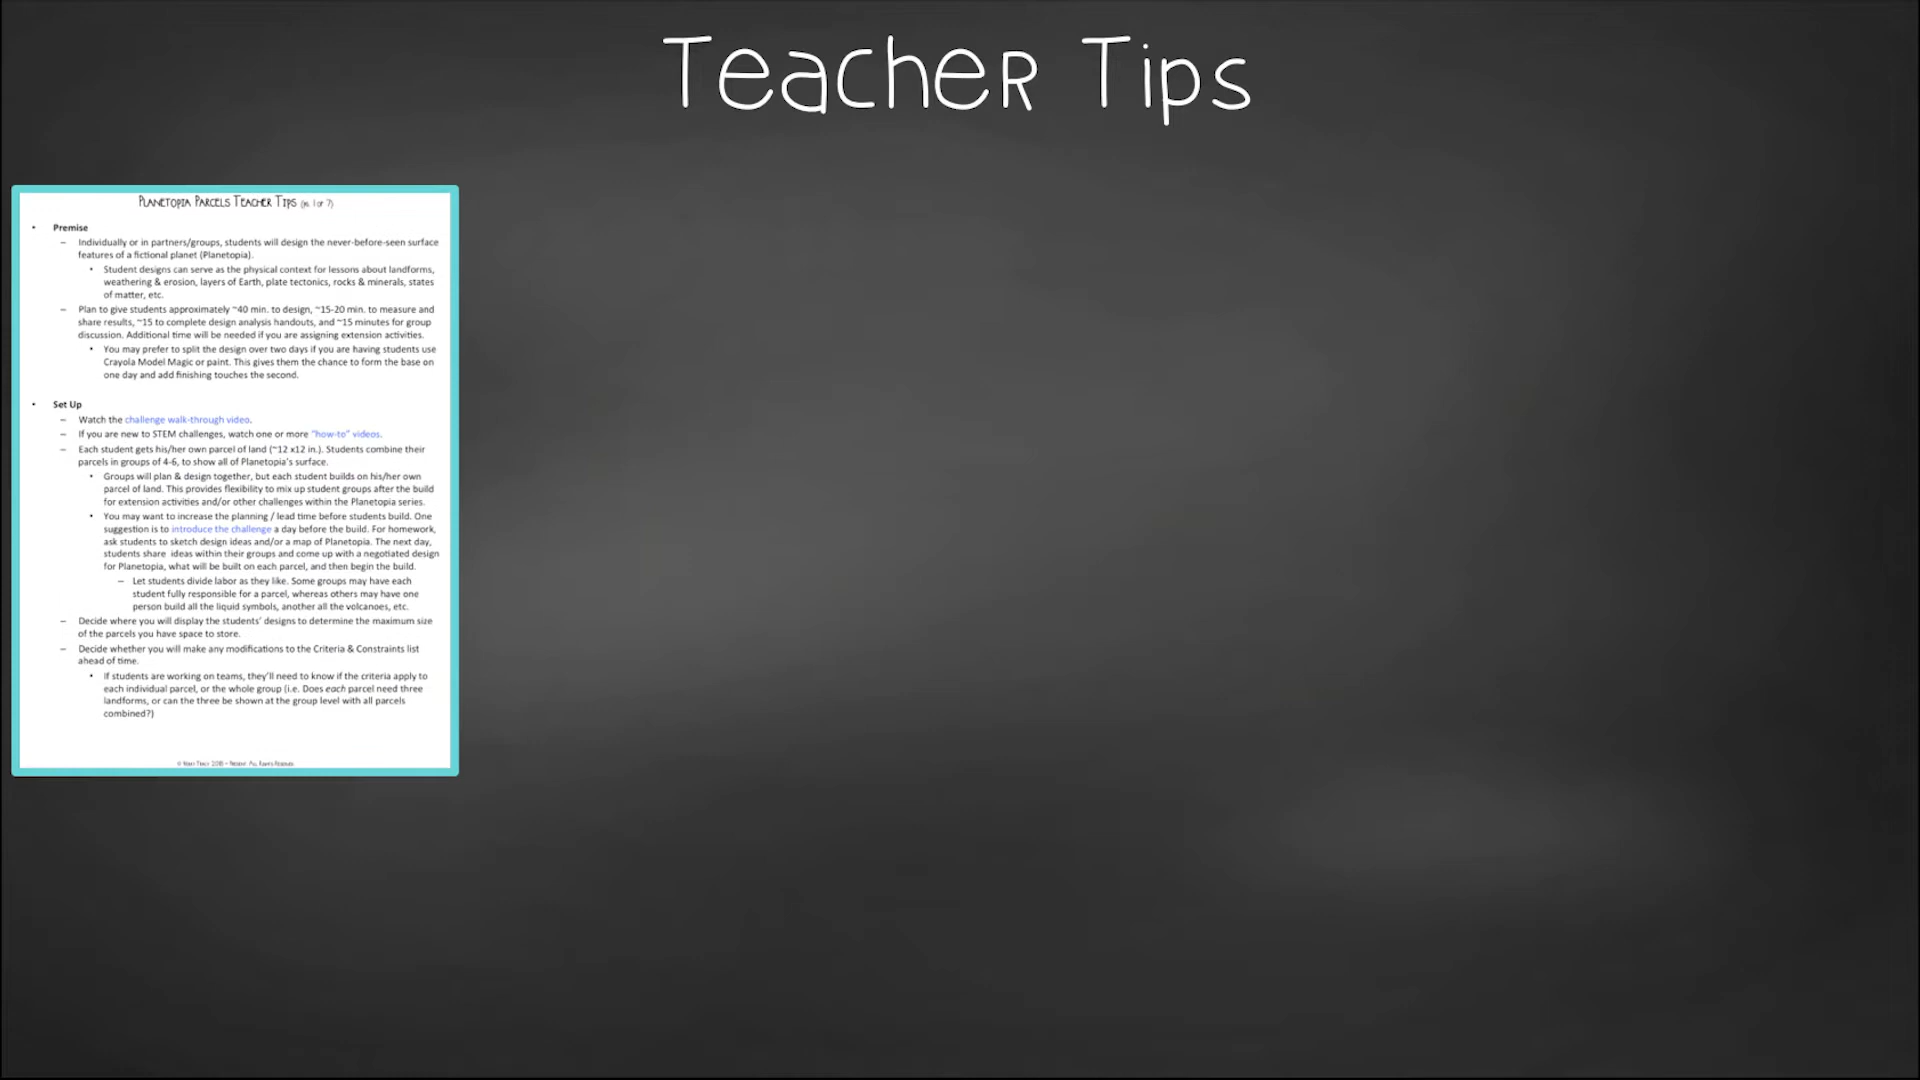 Teacher Tips
Planetopia Parcels Teacher Tips (pg. 1 of 7)
• Premise
– Individually or in partners/groups, students will design the never-before-seen surface
features of a fictional planet (Planetopia).
• Student designs can serve as the physical context for lessons about landforms,
weathering & erosion, layers of Earth, plate tectonics, rocks & minerals, states
of matter, etc.
– Plan to give students approximately ~40 min. to design, ~15-20 min. to measure and
share results, ~15 to complete design analysis handouts, and ~15 minutes for group
discussion. Additional time will be needed if you are assigning extension activities.
• You may prefer to split the design over two days if you are having students use
Crayola Model Magic or paint. This gives them the chance to form the base on
one day and add finishing touches the second.
• Set Up
– Watch the challenge walk-through video.
– If you are new to STEM challenges, watch one or more "how-to" videos.
– Each student gets his/her own parcel of land (~12 x12 in.). Students combine their
parcels in groups of 4-6, to show all of Planetopia's surface.
• Groups will plan & design together, but each student builds on his/her own
parcel of land. This provides flexibility to mix up student groups after the build
for extension activities and/or other challenges within the Planetopia series.
• You may want to increase the planning / lead time before students build. One
suggestion is to introduce the challenge a day before the build. For homework,
ask students to sketch design ideas and/or a map of Planetopia. The next day,
students share ideas within their groups and come up with a negotiated design
for Planetopia, what will be built on each parcel, and then begin the build.
– Let students divide labor as they like. Some groups may have each
student fully responsible for a parcel, whereas others may have one
person build all the liquid symbols, another all the volcanoes, etc.
– Decide where you will display the students' designs to determine the maximum size
of the parcels you have space to store.
– Decide whether you will make any modifications to the Criteria & Constraints list
ahead of time.
• If students are working on teams, they'll need to know if the criteria apply to
each individual parcel, or the whole group (i.e. Does each parcel need three
landforms, or can the three be shown at the group level with all parcels
combined?)